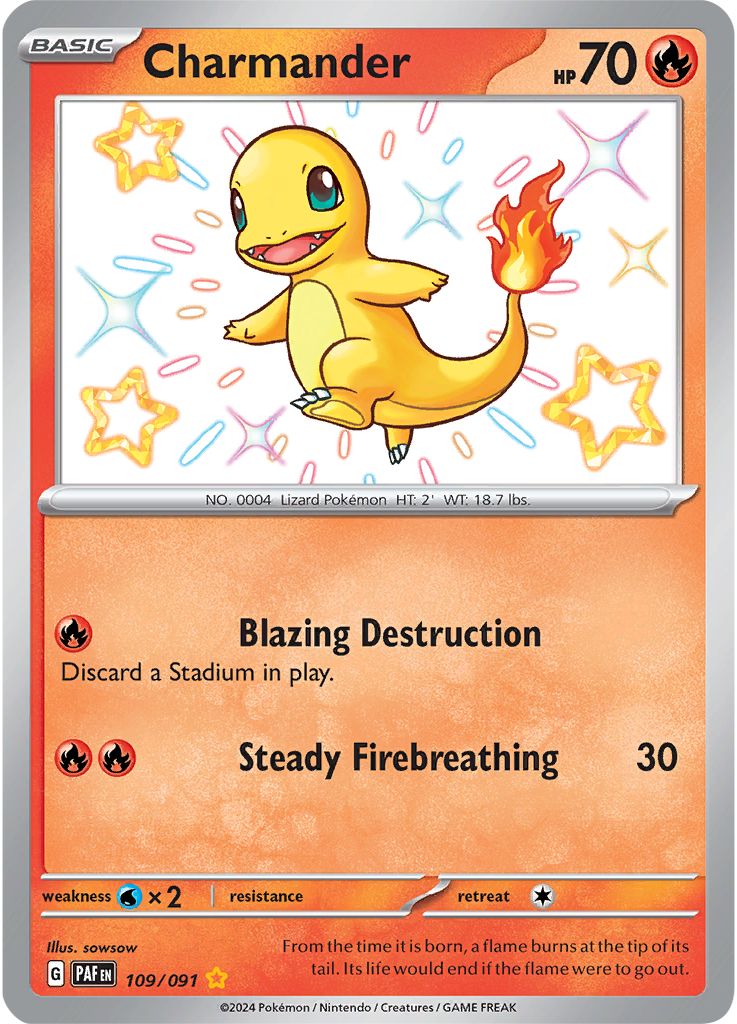 BASIC Charmander HP 70
NO. 0004 Lizard Pokémon HT: 2' WT: 18.7 lbs.
Blazing Destruction
Discard a Stadium in play.
Steady Firebreathing 30
weakness ×2 resistance retreat
Illus. sowsow
From the time it is born, a flame burns at the tip of its
tail. Its life would end if the flame were to go out.
G PAF EN 109/091
©2024 Pokémon / Nintendo / Creatures / GAME FREAK